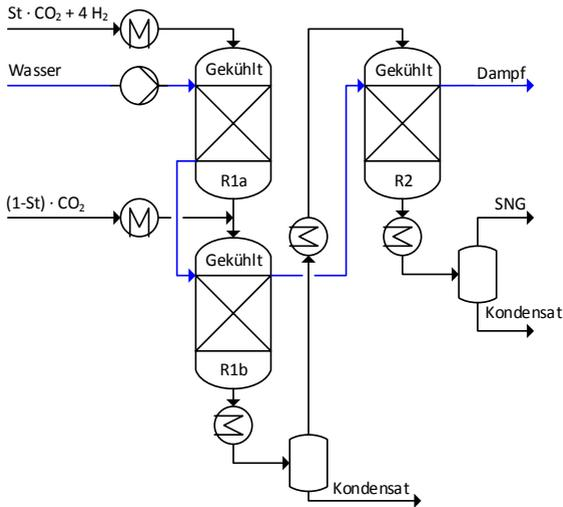 St · CO₂ + 4 H₂
Gekühlt
Gekühlt
Wasser
Dampf
R1a
R2
(1-St) · CO₂
SNG
Gekühlt
Kondensat
R1b
Kondensat